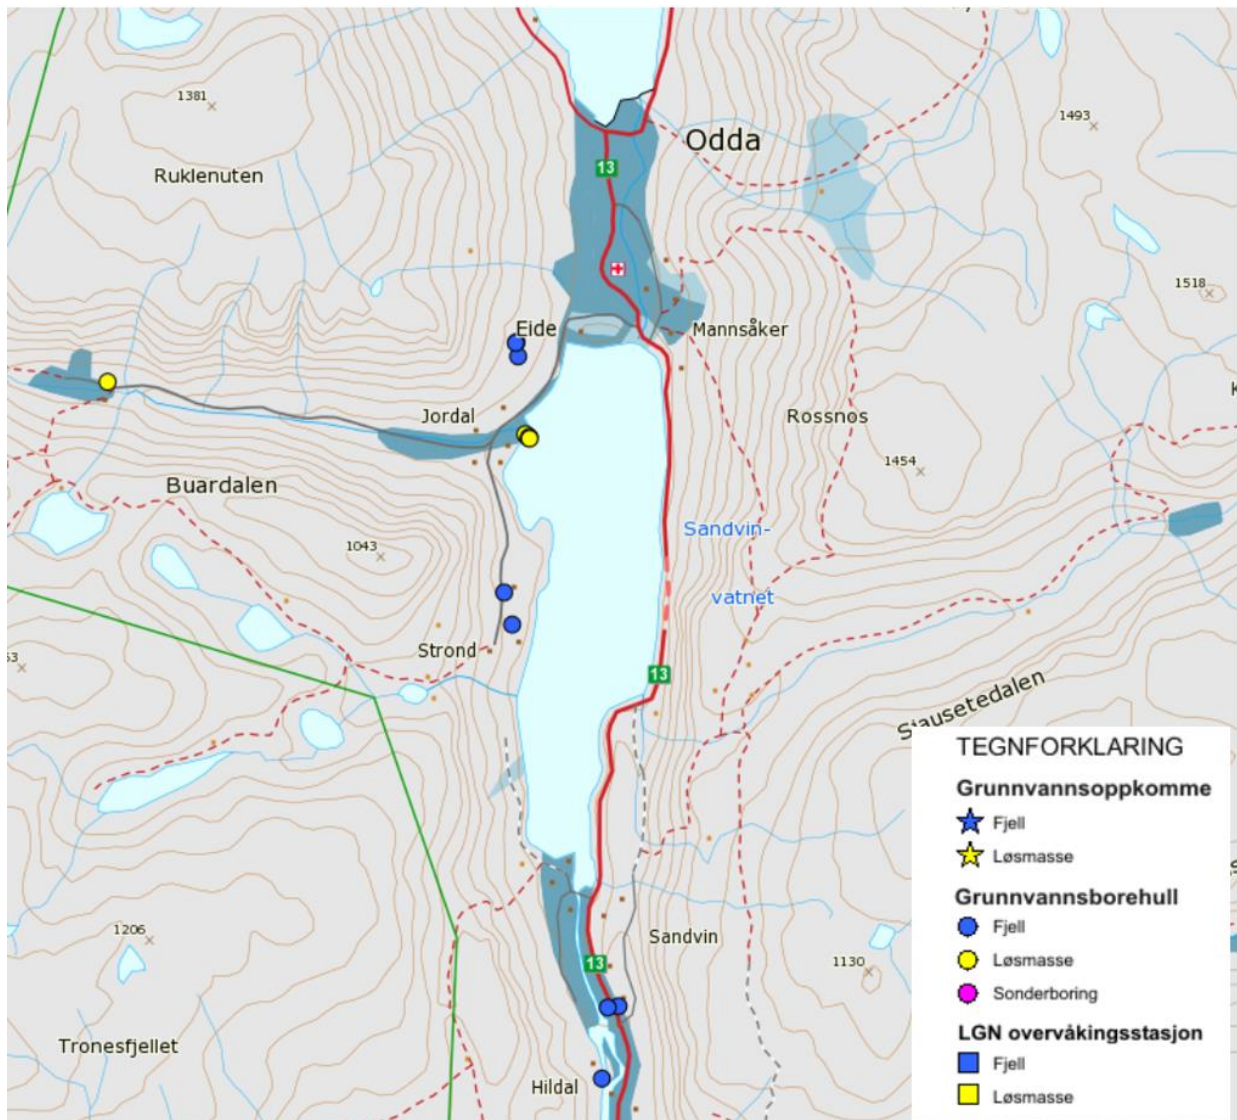 1381
Odda
1493
13
Ruklenuten
1518
Eide
Mannsåker
Jordal
Rossnos
1454
Buardalen
Sandvin-
1043
vatnet
Strond
13
Sjausetedalen
TEGNFORKLARING
Grunnvannsoppkomme
Fjell
Løsmasse
Grunnvannsborehull
Fjell
Løsmasse
Sonderboring
LGN overvåkingsstasjon
Fjell
Løsmasse
1206
Sandvin
13
1130
Tronesfjellet
Hildal